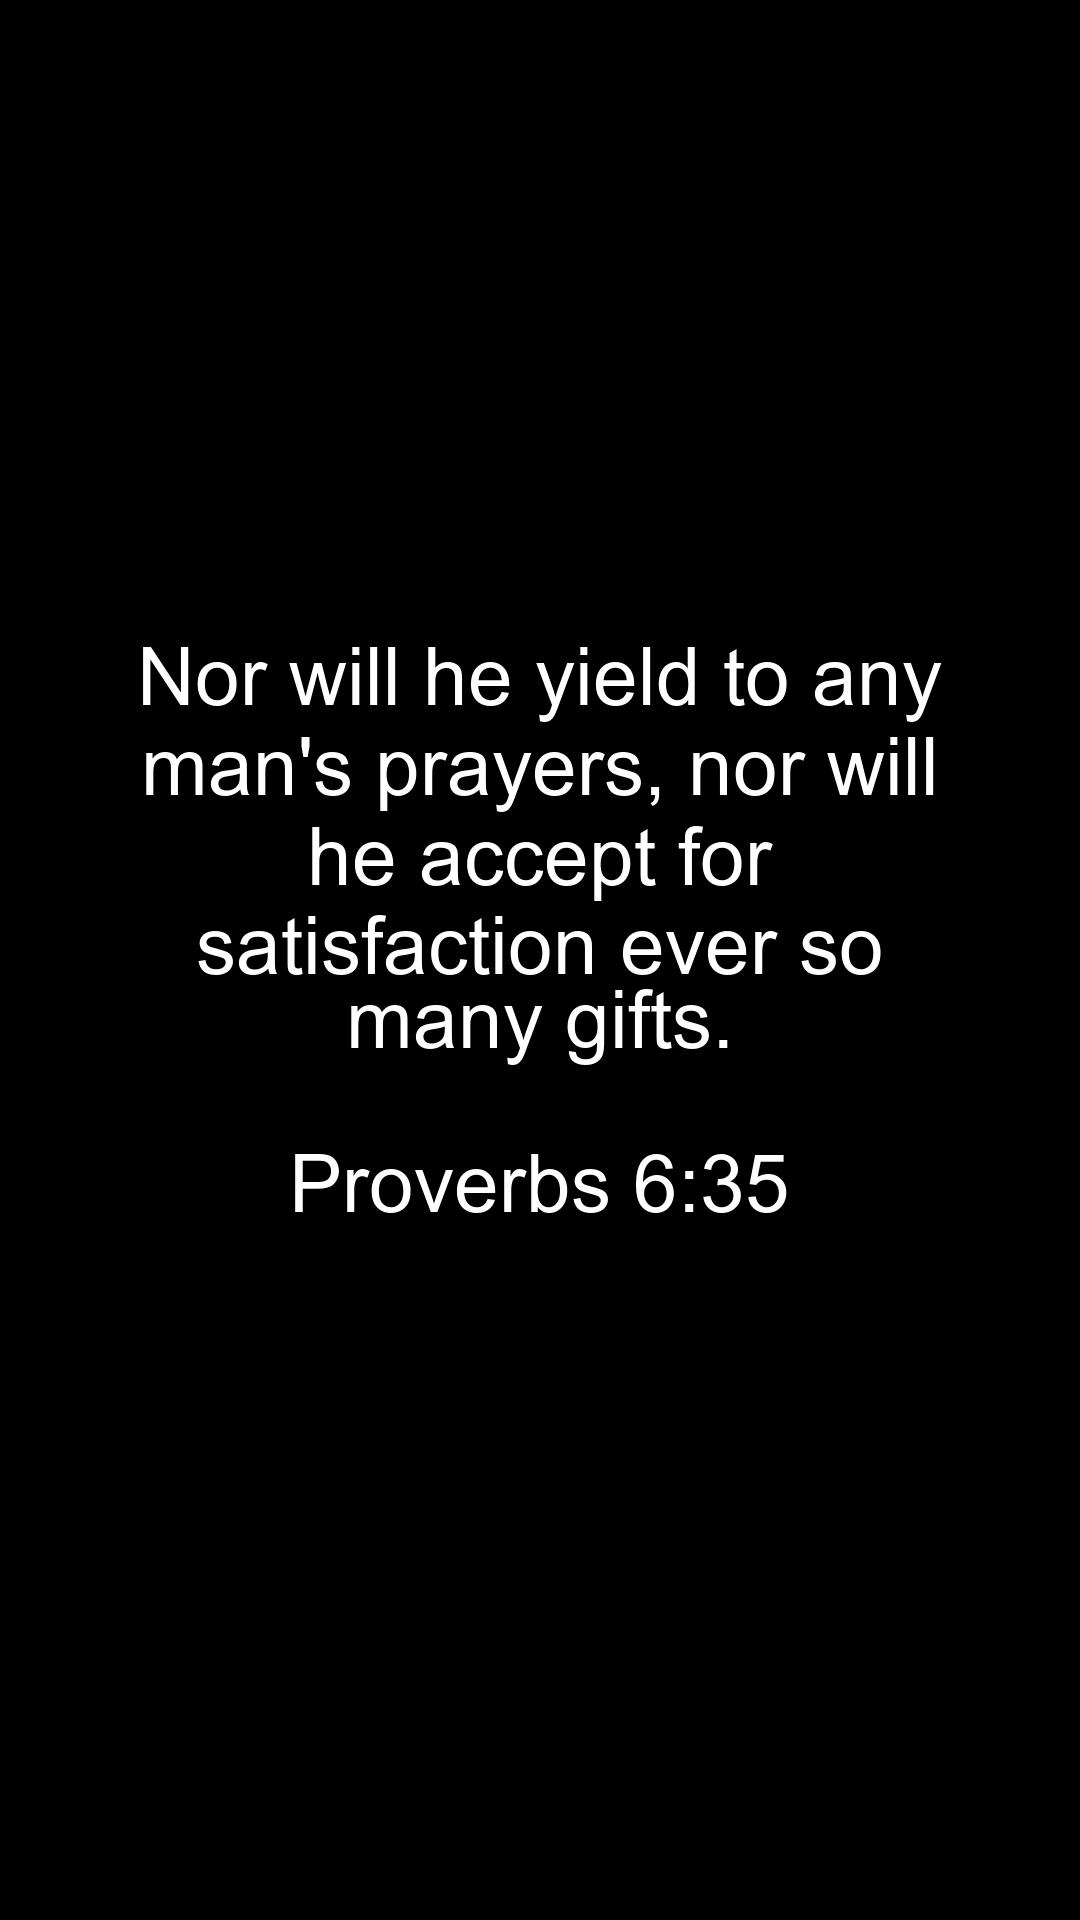 Nor will he yield to any
man's prayers, nor will
he accept for
satisfaction ever so
many gifts.
Proverbs 6:35